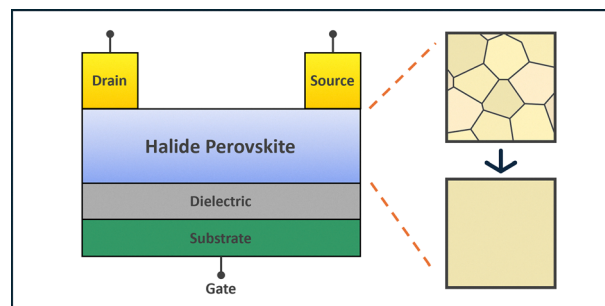 Drain
Source
Halide Perovskite
Dielectric
Substrate
Gate